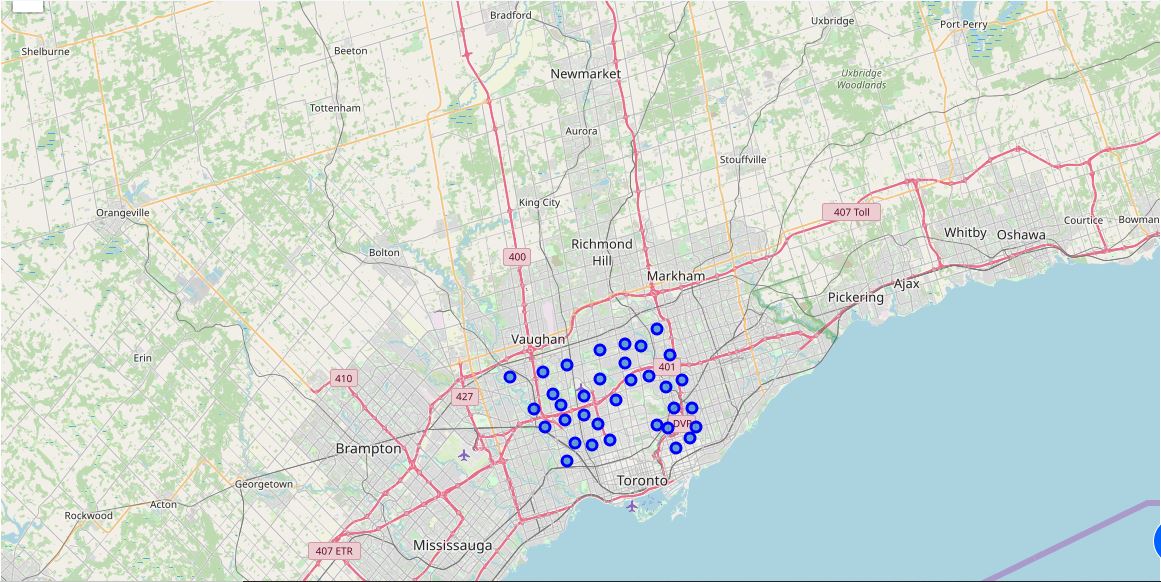 Bradford
Uxbridge
Port Perry
Shelburne
Beeton
Newmarket
Uxbridge
Woodlands
Tottenham
Aurora
Stouffville
King City
Orangeville
407 Toll
Courtice
Bowman
Whitby
Oshawa
Richmond
Hill
Bolton
400
Markham
Ajax
Pickering
Vaughan
Erin
401
410
427
DVP
Brampton
Toronto
Georgetown
Acton
Rockwood
Mississauga
407 ETR